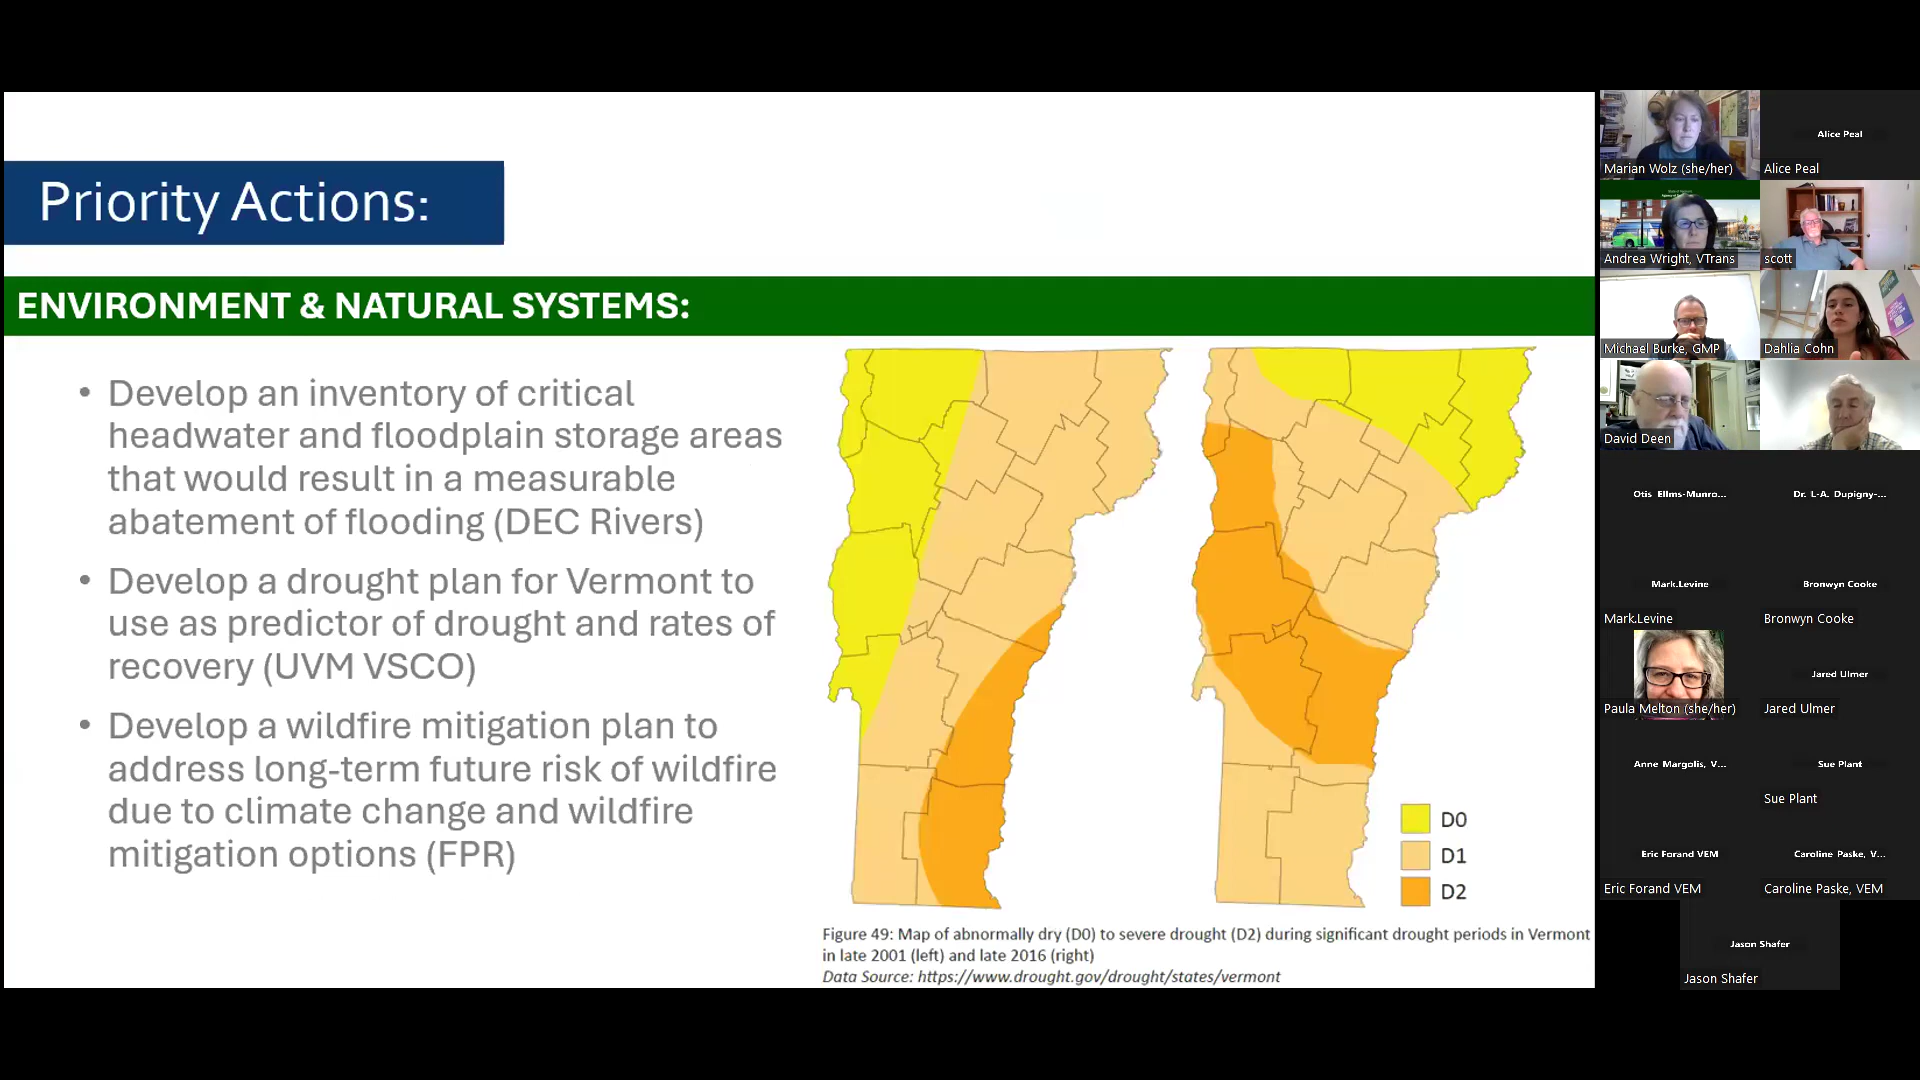 Priority Actions:
ENVIRONMENT & NATURAL SYSTEMS:
• Develop an inventory of critical
headwater and floodplain storage areas
that would result in a measurable
abatement of flooding (DEC Rivers)
• Develop a drought plan for Vermont to
use as predictor of drought and rates of
recovery (UVM VSCO)
• Develop a wildfire mitigation plan to
address long-term future risk of wildfire
due to climate change and wildfire
mitigation options (FPR)
D0
D1
D2
Figure 49: Map of abnormally dry (D0) to severe drought (D2) during significant drought periods in Vermont
in late 2001 (left) and late 2016 (right)
Data Source: https://www.drought.gov/drought/states/vermont
Marian Wolz (she/her)
Alice Peal
Alice Peal
Andrea Wright, VTrans
scott
Michael Burke, GMP
Dahlia Cohn
David Deen
Otis Ellms-Munro...
Dr. L-A. Dupigny-...
Mark.Levine
Mark.Levine
Bronwyn Cooke
Bronwyn Cooke
Paula Melton (she/her)
Jared Ulmer
Jared Ulmer
Anne Margolis, V...
Sue Plant
Sue Plant
Eric Forand VEM
Eric Forand VEM
Caroline Paske, V...
Caroline Paske, VEM
Jason Shafer
Jason Shafer